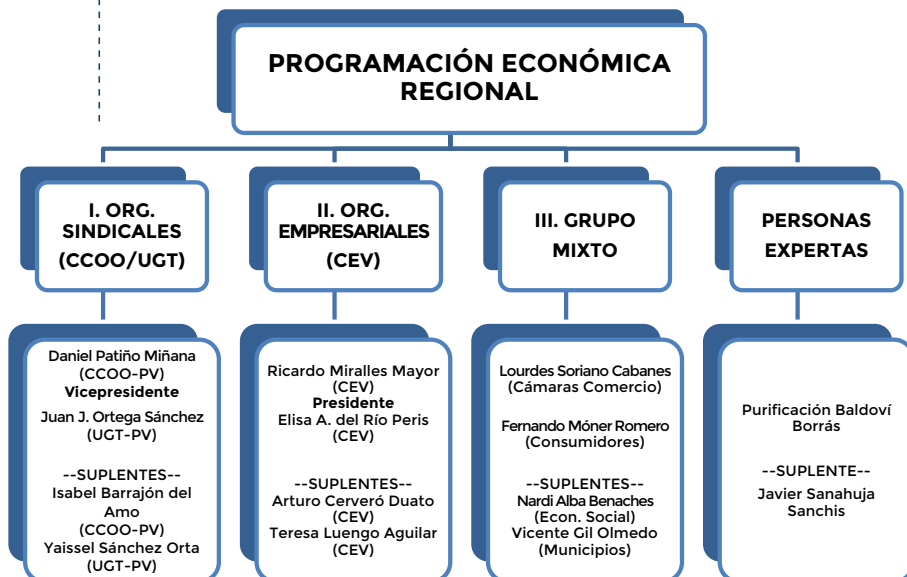 PROGRAMACIÓN ECONÓMICA
REGIONAL
I. ORG.
SINDICALES
(CCOO/UGT)
II. ORG.
EMPRESARIALES
(CEV)
III. GRUPO
MIXTO
PERSONAS
EXPERTAS
Daniel Patiño Miñana
(CCOO-PV)
Vicepresidente
Juan J. Ortega Sánchez
(UGT-PV)
--SUPLENTES--
Isabel Barrajón del
Amo
(CCOO-PV)
Yaissel Sánchez Orta
(UGT-PV)
Ricardo Miralles Mayor
(CEV)
Presidente
Elisa A. del Río Peris
(CEV)
--SUPLENTES--
Arturo Cerveró Duato
(CEV)
Teresa Luengo Aguilar
(CEV)
Lourdes Soriano Cabanes
(Cámaras Comercio)
Fernando Móner Romero
(Consumidores)
--SUPLENTES--
Nardi Alba Benaches
(Econ. Social)
Vicente Gil Olmedo
(Municipios)
Purificación Baldoví
Borrás
--SUPLENTE--
Javier Sanahuja
Sanchis